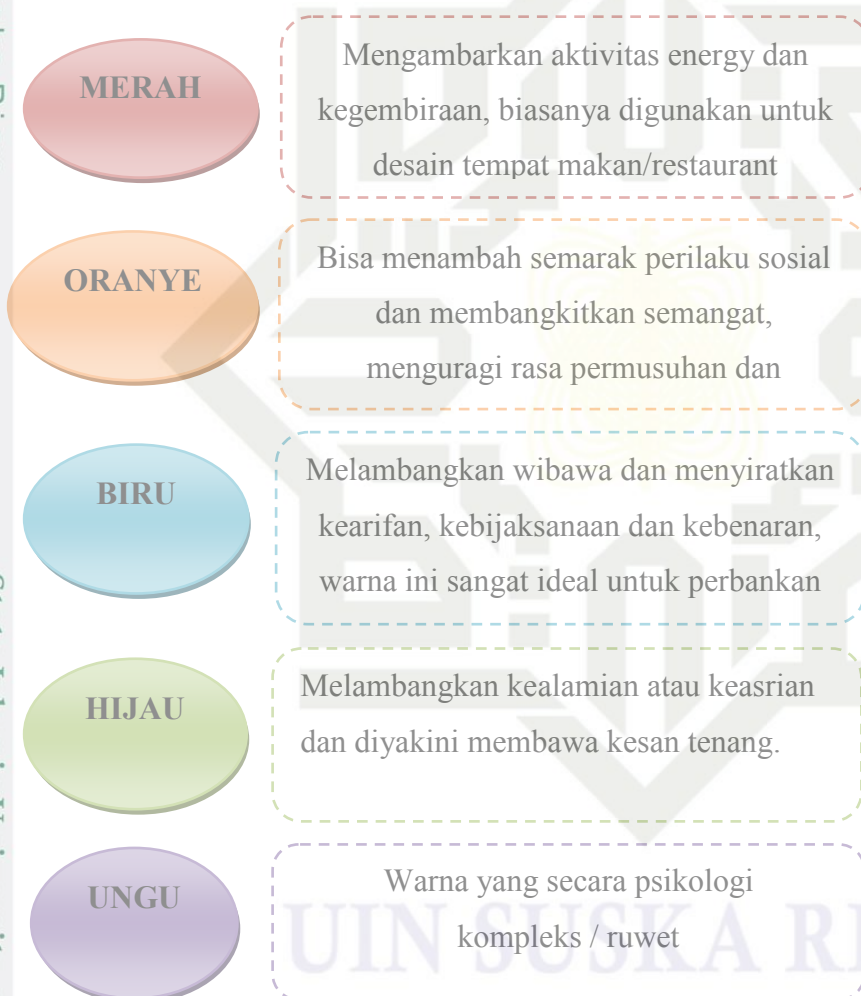 MERAH
Mengambarkan aktivitas energy dan
kegembiraan, biasanya digunakan untuk
desain tempat makan/restaurant
ORANYE
Bisa menambah semarak perilaku sosial
dan membangkitkan semangat,
menguragi rasa permusuhan dan
BIRU
Melambangkan wibawa dan menyiratkan
kearifan, kebijaksanaan dan kebenaran,
warna ini sangat ideal untuk perbankan
HIJAU
Melambangkan kealamian atau keasrian
dan diyakini membawa kesan tenang.
UNGU
Warna yang secara psikologi
kompleks / ruwet
UIN SUSKA